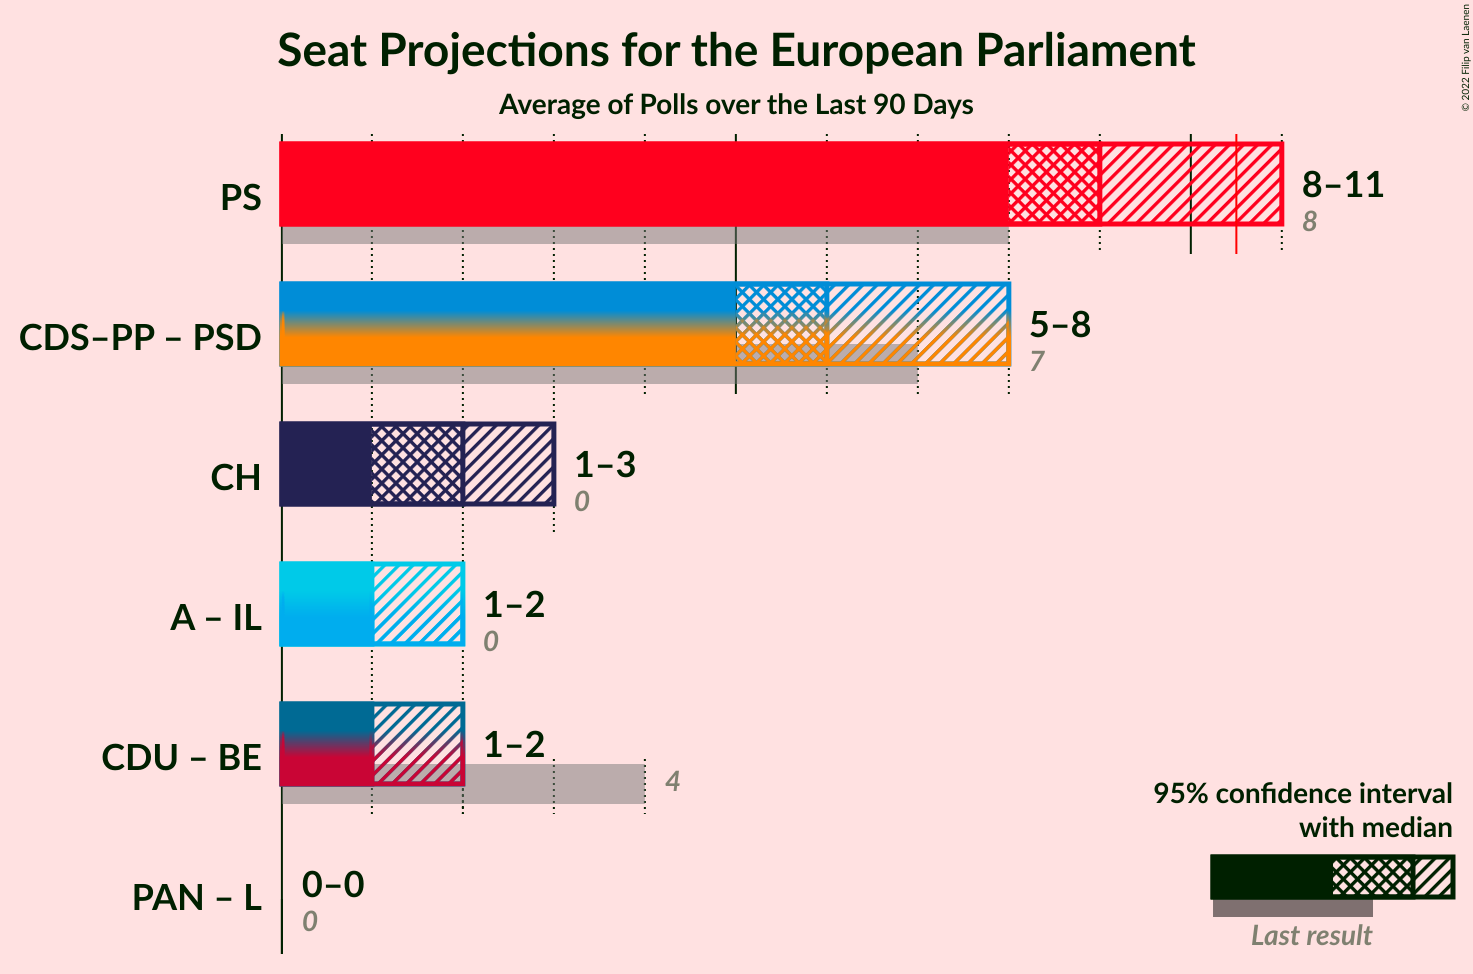 Seat Projections for the European Parliament
Average of Polls over the Last 90 Days
© 2022 Filip van Laenen
PS
8–11
8
CDS–PP – PSD
5–8
7
CH
1–3
0
A – IL
1–2
0
CDU – BE
1–2
4
PAN – L
0–0
0
95% confidence interval
with median
Last result